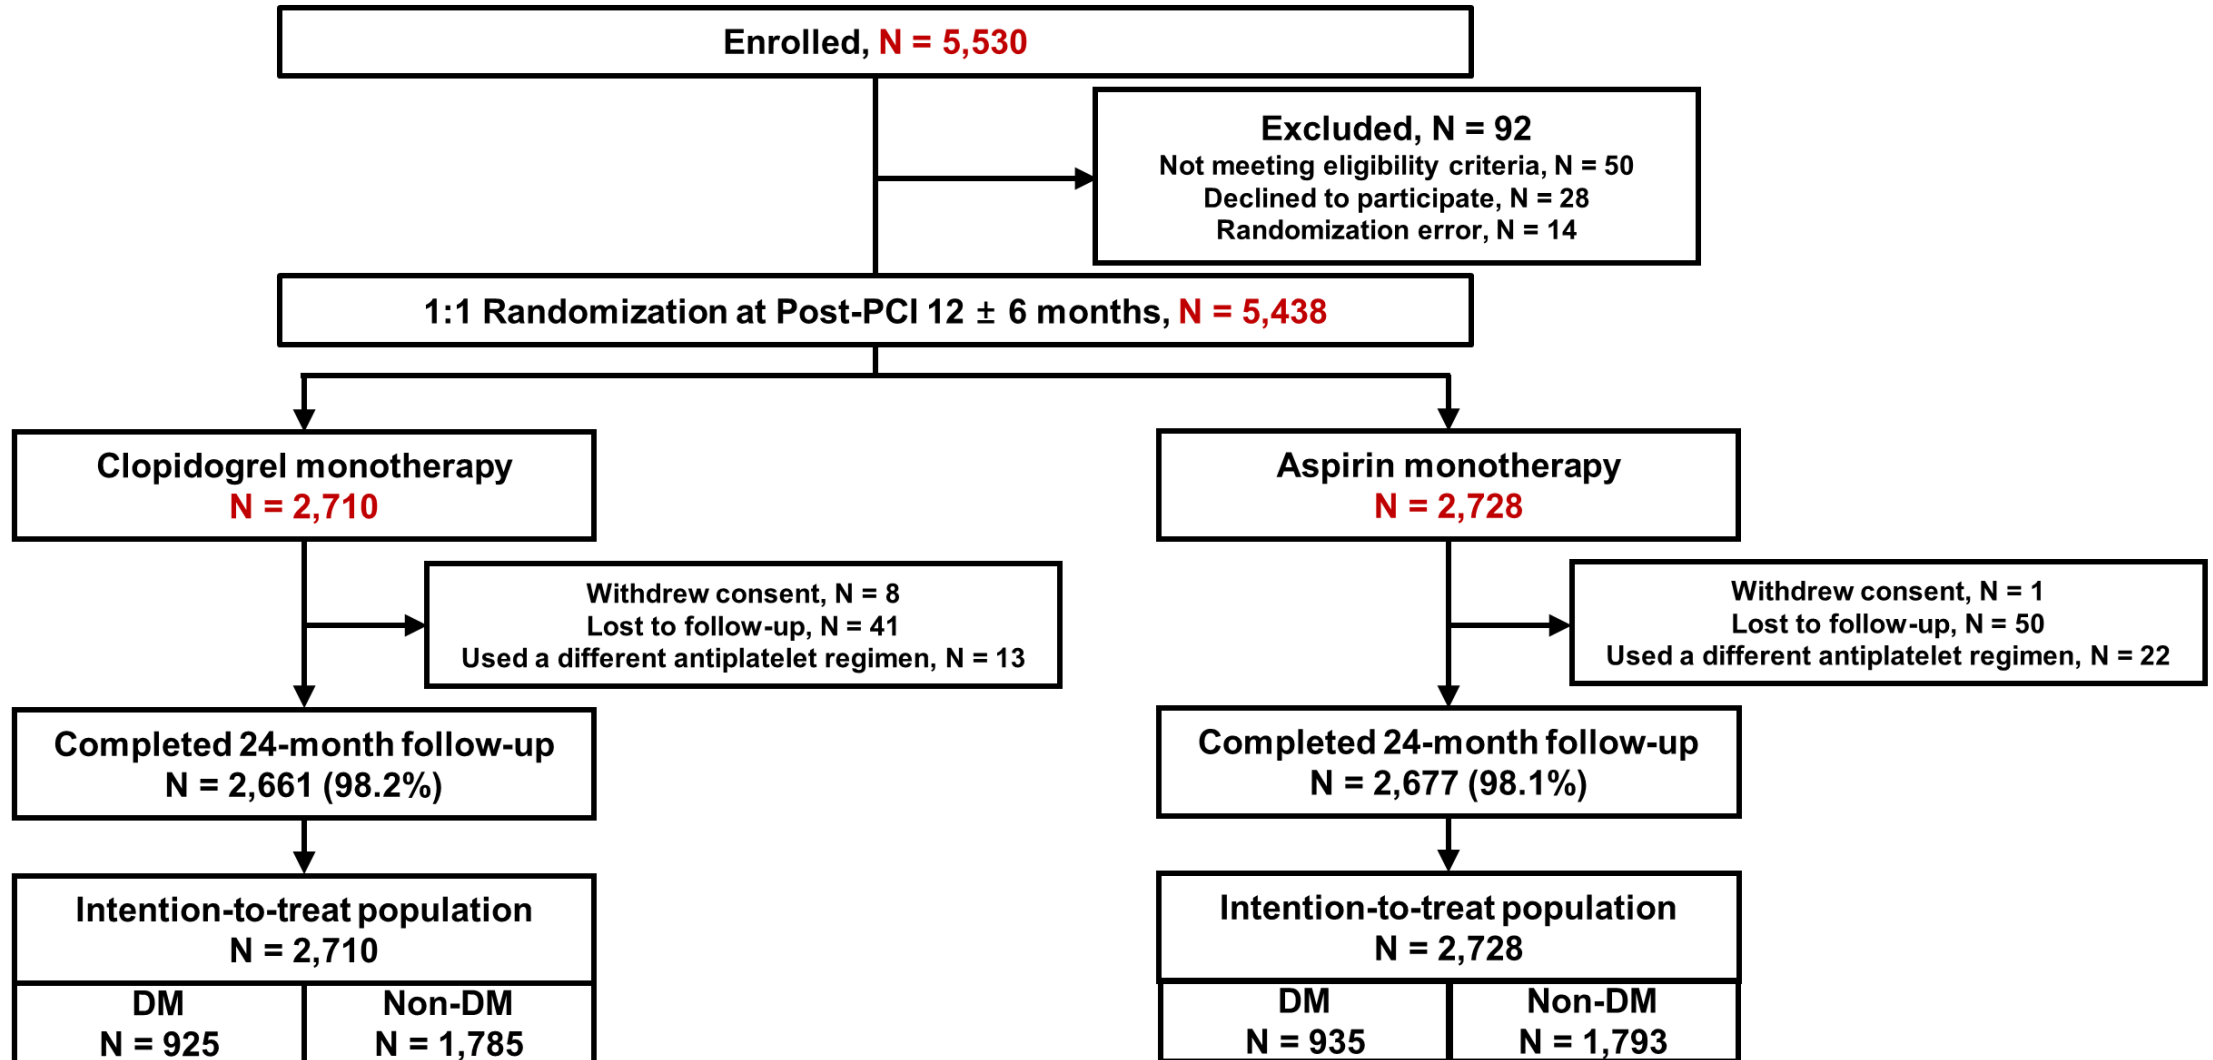 Enrolled, N = 5,530
Excluded, N = 92
Not meeting eligibility criteria, N = 50
Declined to participate, N = 28
Randomization error, N = 14
1:1 Randomization at Post-PCI 12 ± 6 months, N = 5,438
Clopidogrel monotherapy
N = 2,710
Aspirin monotherapy
N = 2,728
Withdrew consent, N = 8
Lost to follow-up, N = 41
Used a different antiplatelet regimen, N = 13
Withdrew consent, N = 1
Lost to follow-up, N = 50
Used a different antiplatelet regimen, N = 22
Completed 24-month follow-up
N = 2,661 (98.2%)
Completed 24-month follow-up
N = 2,677 (98.1%)
Intention-to-treat population
N = 2,710
DM
N = 925
Non-DM
N = 1,785
Intention-to-treat population
N = 2,728
DM
N = 935
Non-DM
N = 1,793